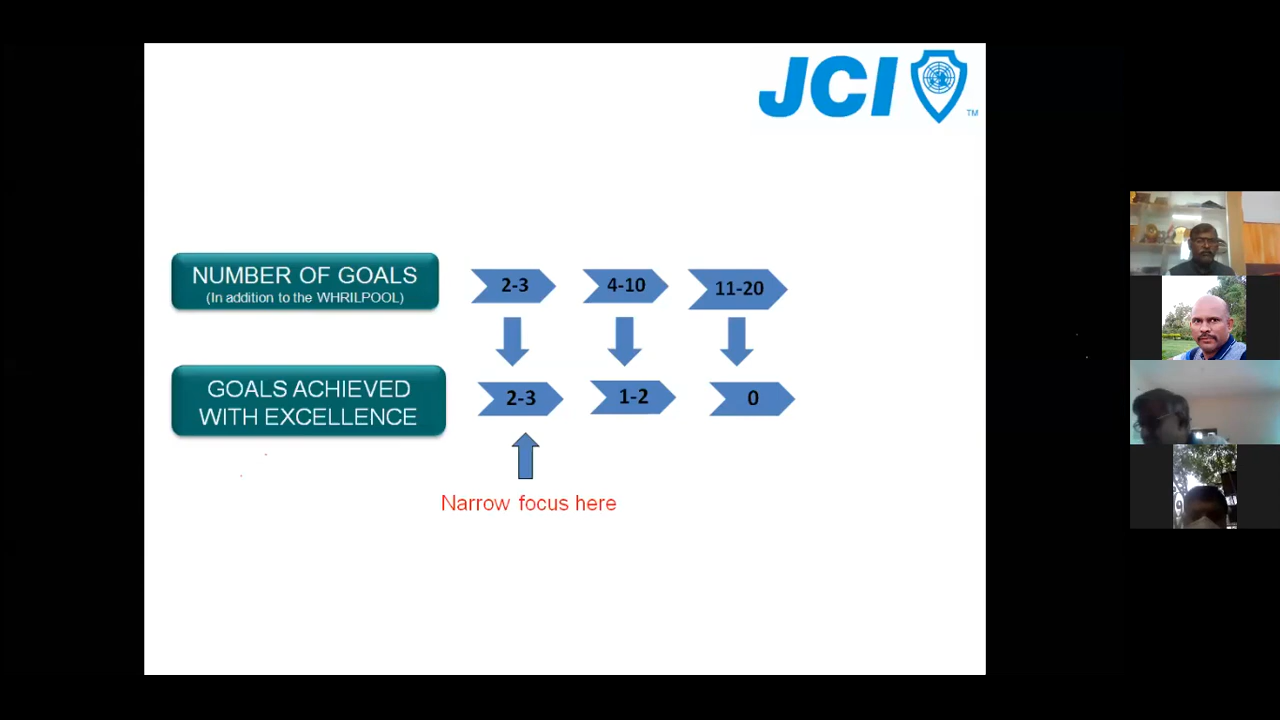 JCI
TM
NUMBER OF GOALS
(In addition to the WHRILPOOL)
2-3
4-10
11-20
GOALS ACHIEVED
WITH EXCELLENCE
2-3
1-2
0
Narrow focus here